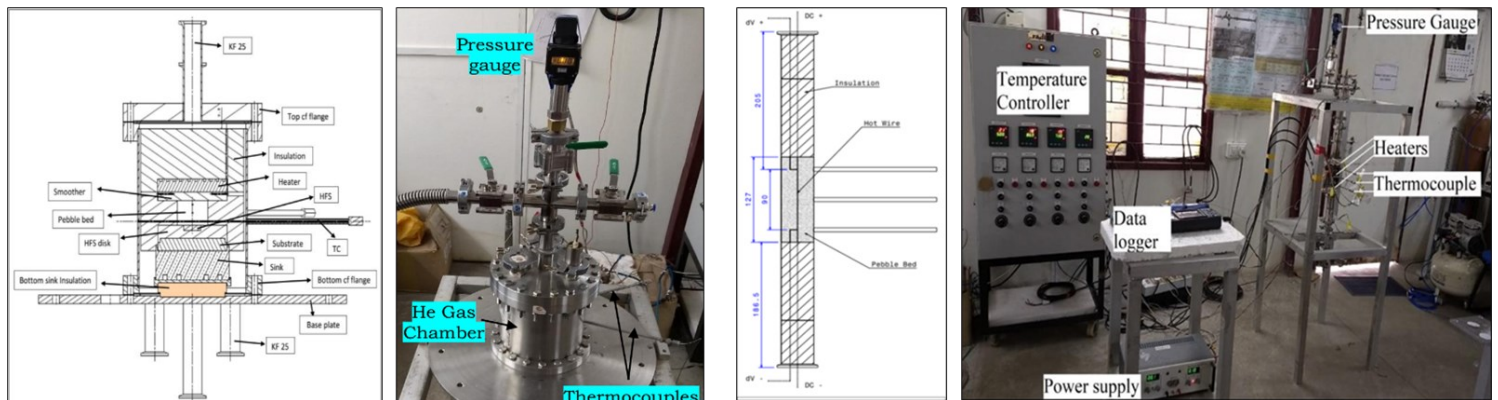 KF 25
Top cf flange
Insulation
Heater
Smoother
HFS
Pebble bed
HFS disk
Substrate
TC
Sink
Bottom sink Insulation
Bottom cf flange
Base plate
KF 25
Pressure
gauge
He Gas
Chamber
Thermocouples
dV +
DC +
205
Insulation
Hot Wire
127
90
Pebble Bed
186.5
dV -
DC -
Pressure Gauge
Temperature
Controller
Heaters
Thermocouple
Data
logger
Power supply